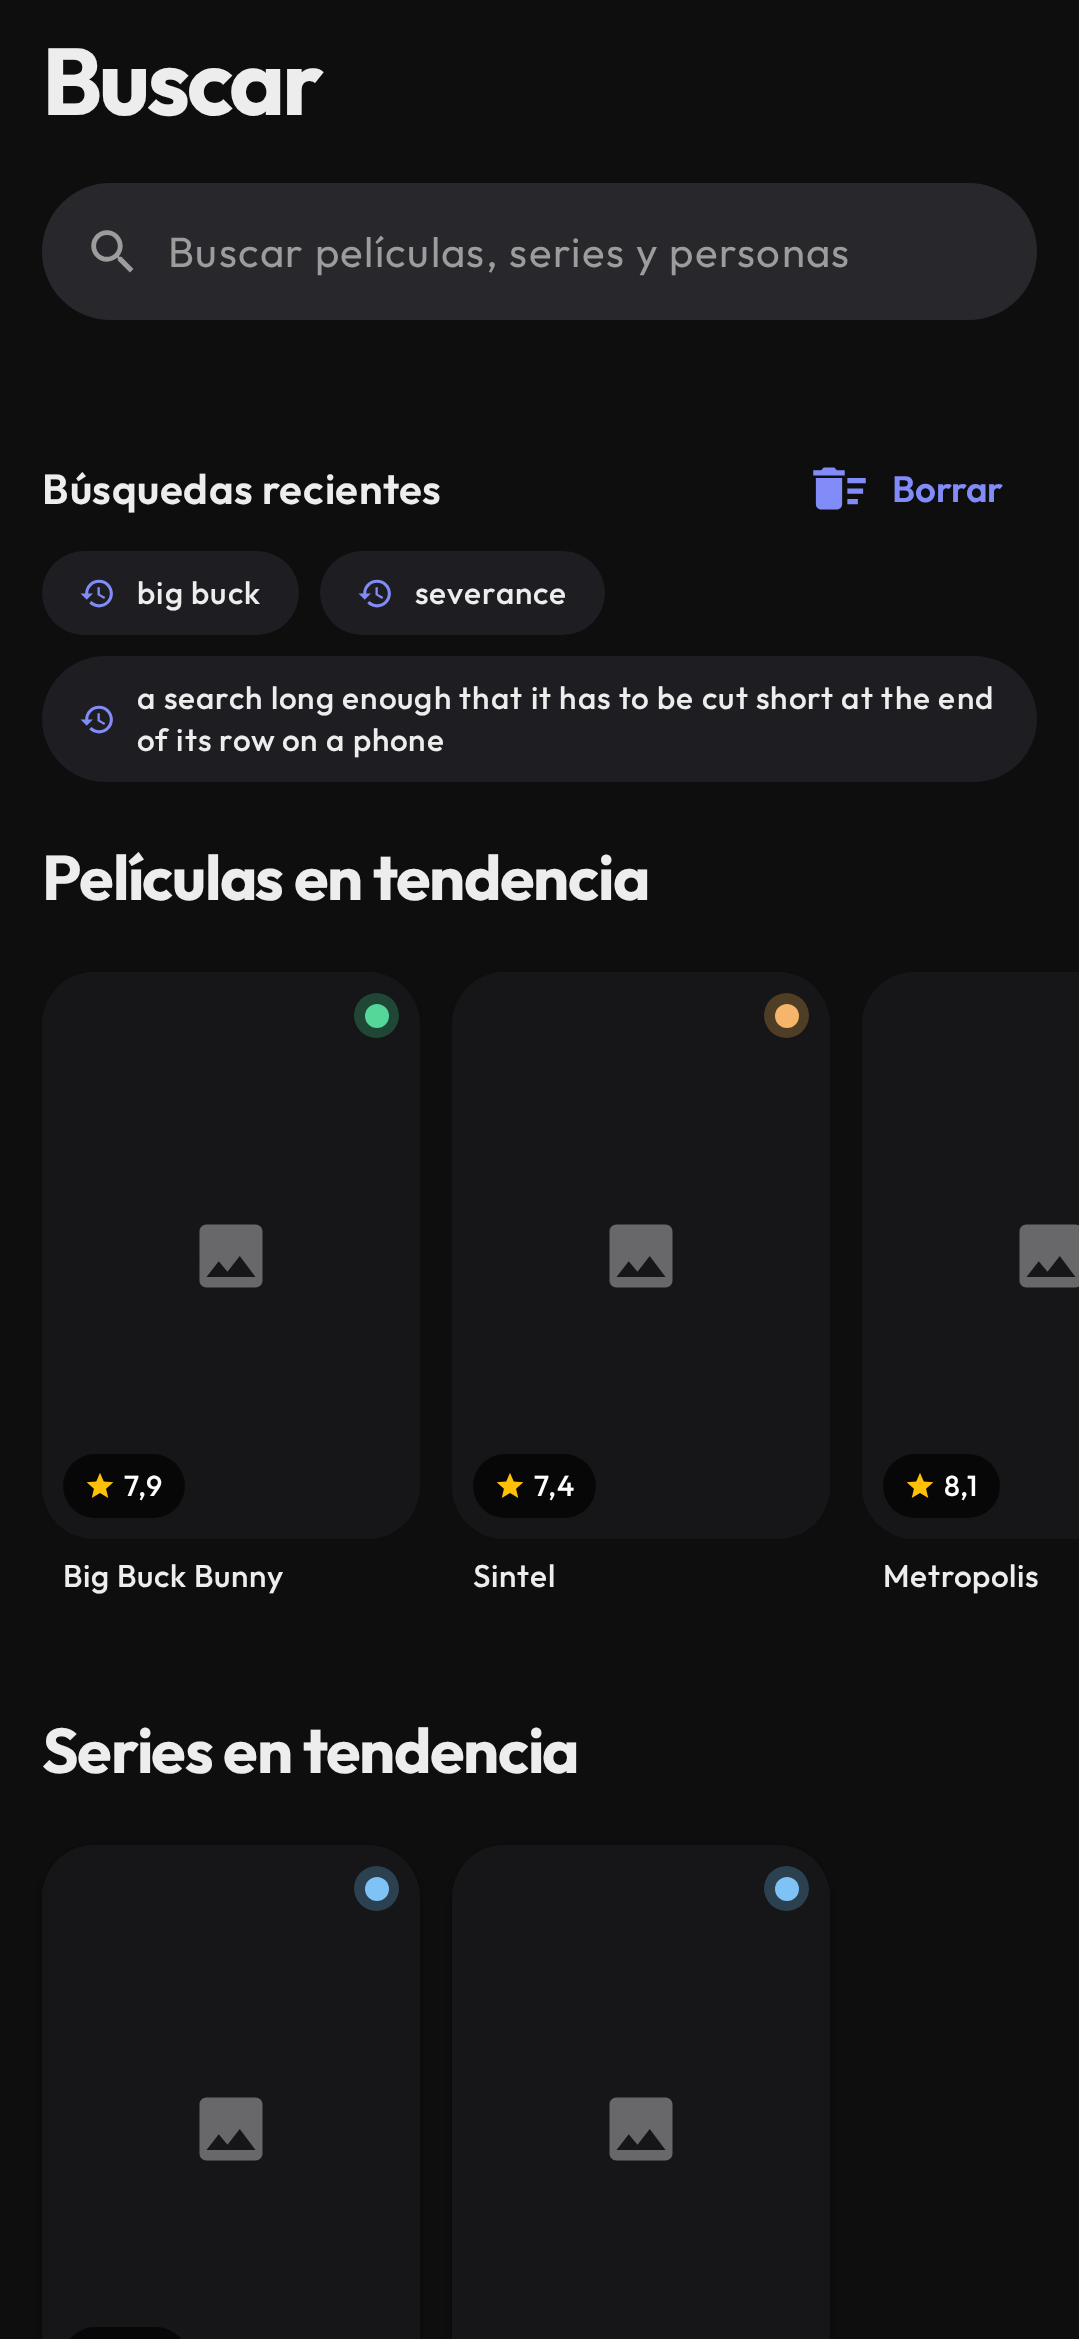 Buscar
Buscar películas, series y personas
Búsquedas recientes
Borrar
big buck
severance
a search long enough that it has to be cut short at the end
of its row on a phone
Películas en tendencia
7,9
7,4
8,1
Big Buck Bunny
Sintel
Metropolis
Series en tendencia